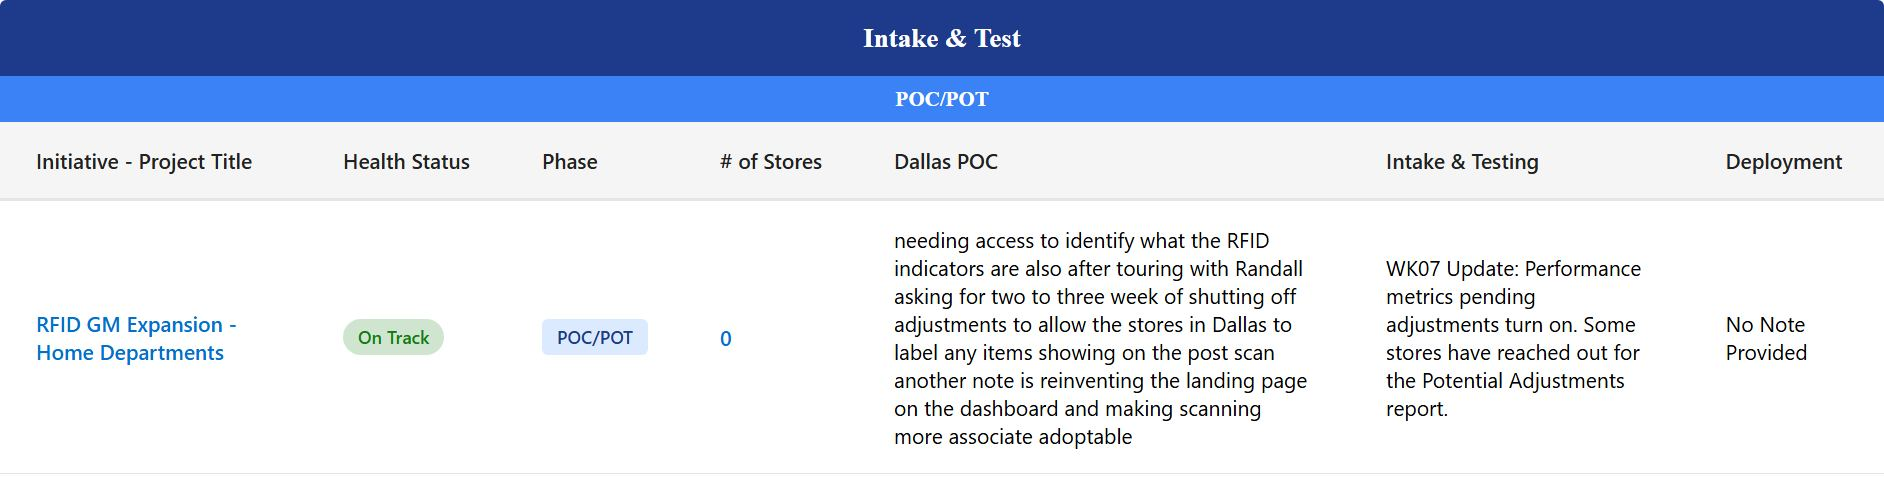 Intake & Test
POC/POT
Initiative - Project Title
Health Status
Phase
# of Stores
Dallas POC
Intake & Testing
Deployment
RFID GM Expansion -
Home Departments
On Track
POC/POT
0
needing access to identify what the RFID
indicators are also after touring with Randall
asking for two to three week of shutting off
adjustments to allow the stores in Dallas to
label any items showing on the post scan
another note is reinventing the landing page
on the dashboard and making scanning
more associate adoptable
WK07 Update: Performance
metrics pending
adjustments turn on. Some
stores have reached out for
the Potential Adjustments
report.
No Note
Provided